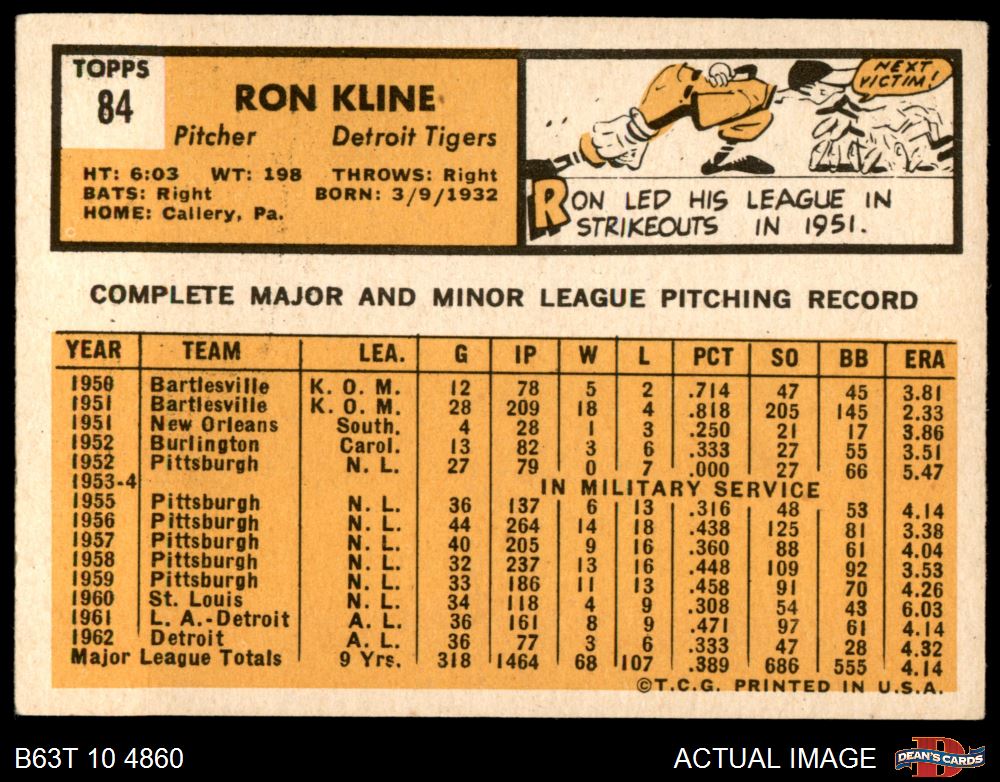 TOPPS
84
RON KLINE
Pitcher Detroit Tigers
HT: 6:03 WT: 198 THROWS: Right
BATS: Right BORN: 3/9/1932
HOME: Callery, Pa.
NEXT
VICTIM!
RON LED HIS LEAGUE IN
STRIKEOUTS IN 1951.
COMPLETE MAJOR AND MINOR LEAGUE PITCHING RECORD
YEAR TEAM LEA. G IP W L PCT SO BB ERA
1950 Bartlesville K. O. M. 12 78 5 2 .714 47 45 3.81
1951 Bartlesville K. O. M. 28 209 18 4 .818 205 145 2.33
1951 New Orleans South. 4 28 1 3 .250 21 17 3.86
1952 Burlington Carol. 13 82 3 6 .333 27 55 3.51
1952 Pittsburgh N. L. 27 79 0 7 .000 27 66 5.47
1953-4 IN MILITARY SERVICE
1955 Pittsburgh N. L. 36 137 6 13 .316 48 53 4.14
1956 Pittsburgh N. L. 44 264 14 18 .438 125 81 3.38
1957 Pittsburgh N. L. 40 205 9 16 .360 88 61 4.04
1958 Pittsburgh N. L. 32 237 13 16 .448 109 92 3.53
1959 Pittsburgh N. L. 33 186 11 13 .458 91 70 4.26
1960 St. Louis N. L. 34 118 4 9 .308 54 43 6.03
1961 L. A.-Detroit A. L. 36 161 8 9 .471 97 61 4.14
1962 Detroit A. L. 36 77 3 6 .333 47 28 4.32
Major League Totals 9 Yrs. 318 1464 68 107 .389 686 555 4.14
©T.C.G. PRINTED IN U.S.A.
B63T 10 4860 ACTUAL IMAGE D DEAN'S CARDS